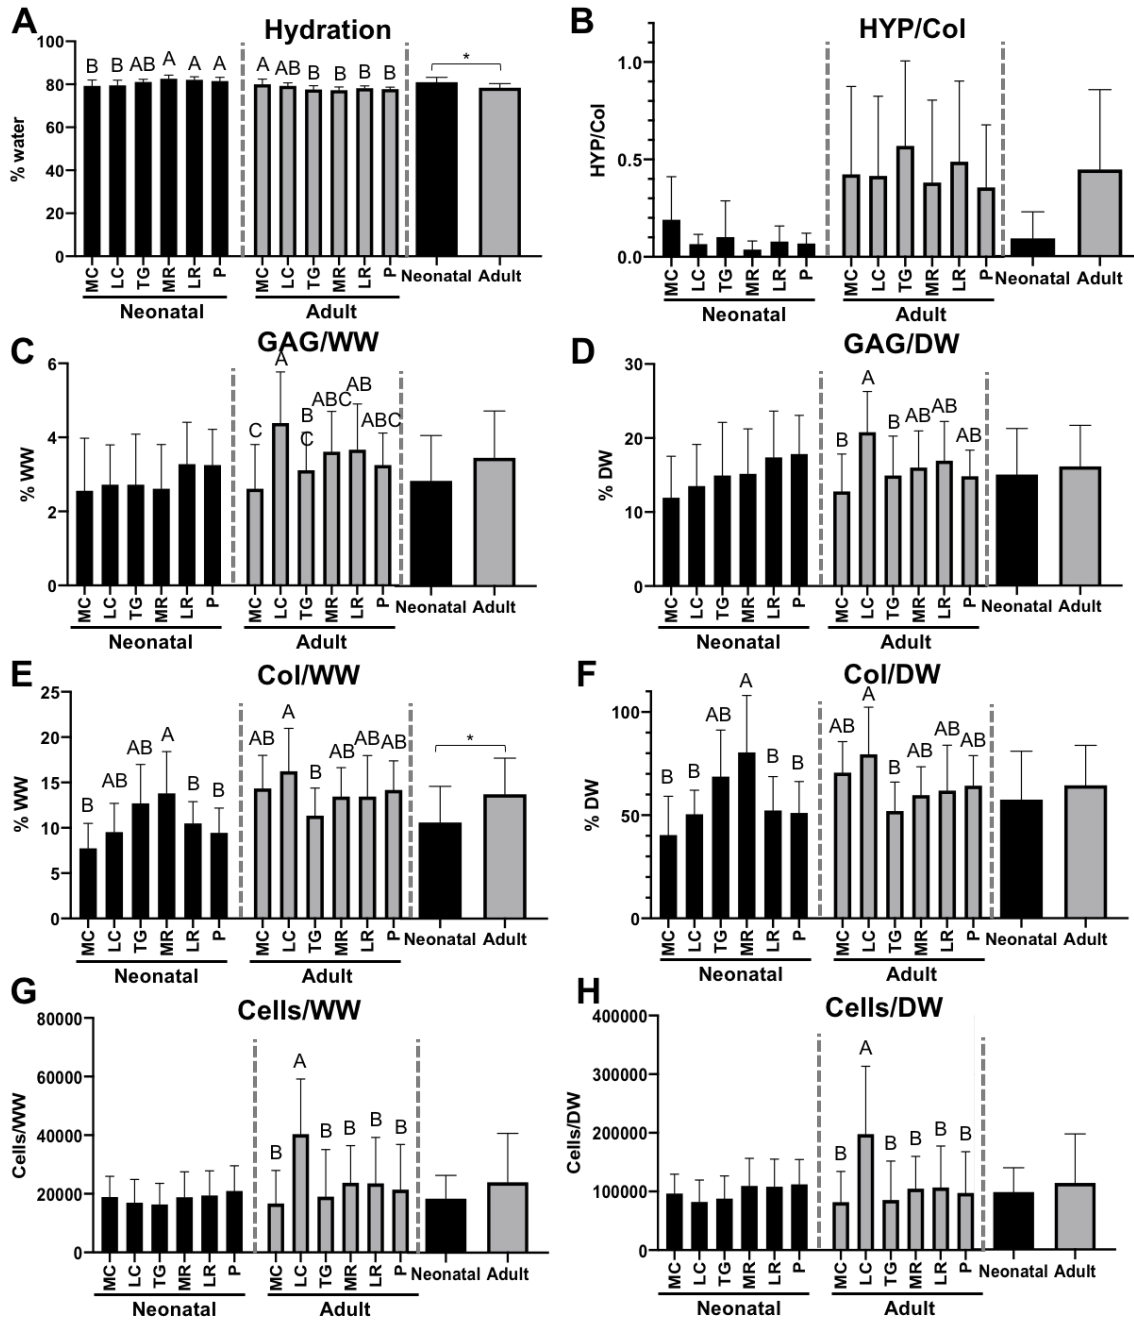 A
Hydration
% water
100
80
60
40
20
0
B B AB A A A
A AB B B B B
*
MC LC TG MR LR P
MC LC TG MR LR P
Neonatal Adult
Neonatal
Adult
B
HYP/Col
HYP/Col
1.0
0.5
0.0
MC LC TG MR LR P
MC LC TG MR LR P
Neonatal Adult
Neonatal
Adult
C
GAG/WW
% WW
6
4
2
0
C A B C ABC AB ABC
MC LC TG MR LR P
MC LC TG MR LR P
Neonatal Adult
Neonatal
Adult
D
GAG/DW
% DW
30
20
10
0
B A B AB AB AB
MC LC TG MR LR P
MC LC TG MR LR P
Neonatal Adult
Neonatal
Adult
E
Col/WW
% WW
25
20
15
10
5
0
B AB AB A B B
AB A B AB AB AB
*
MC LC TG MR LR P
MC LC TG MR LR P
Neonatal Adult
Neonatal
Adult
F
Col/DW
% DW
100
50
0
B B AB A B B
AB A B AB AB AB
MC LC TG MR LR P
MC LC TG MR LR P
Neonatal Adult
Neonatal
Adult
G
Cells/WW
Cells/WW
80000
60000
40000
20000
0
B A B B B B
MC LC TG MR LR P
MC LC TG MR LR P
Neonatal Adult
Neonatal
Adult
H
Cells/DW
Cells/DW
400000
300000
200000
100000
0
B A B B B B
MC LC TG MR LR P
MC LC TG MR LR P
Neonatal Adult
Neonatal
Adult